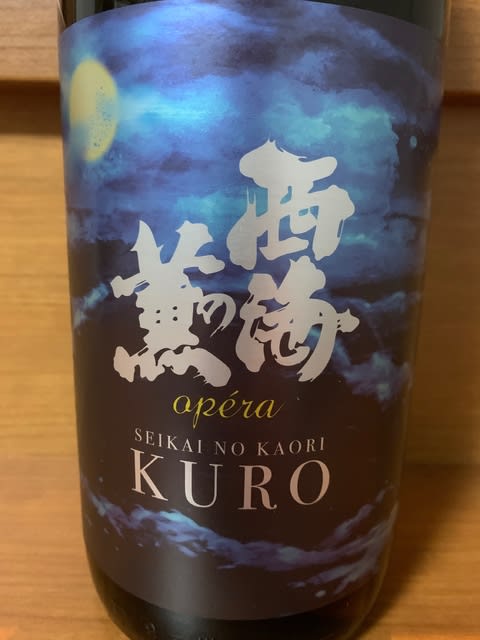 西海
の薫
opéra
SEIKAI NO KAORI
KURO